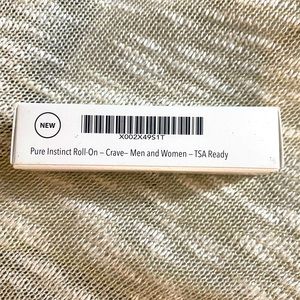 NEW
X002X49S1T
Pure Instinct Roll-On – Crave– Men and Women – TSA Ready